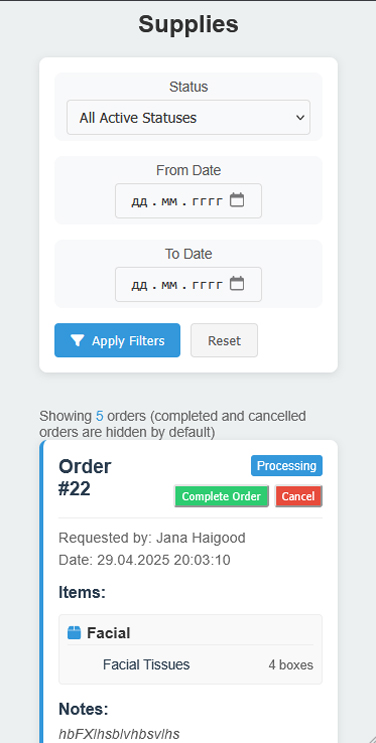 Supplies
Status
All Active Statuses
From Date
дд.мм.гггг
To Date
дд.мм.гггг
Apply Filters
Reset
Showing 5 orders (completed and cancelled
orders are hidden by default)
Order
#22
Processing
Complete Order
Cancel
Requested by: Jana Haigood
Date: 29.04.2025 20:03:10
Items:
Facial
Facial Tissues
4 boxes
Notes: